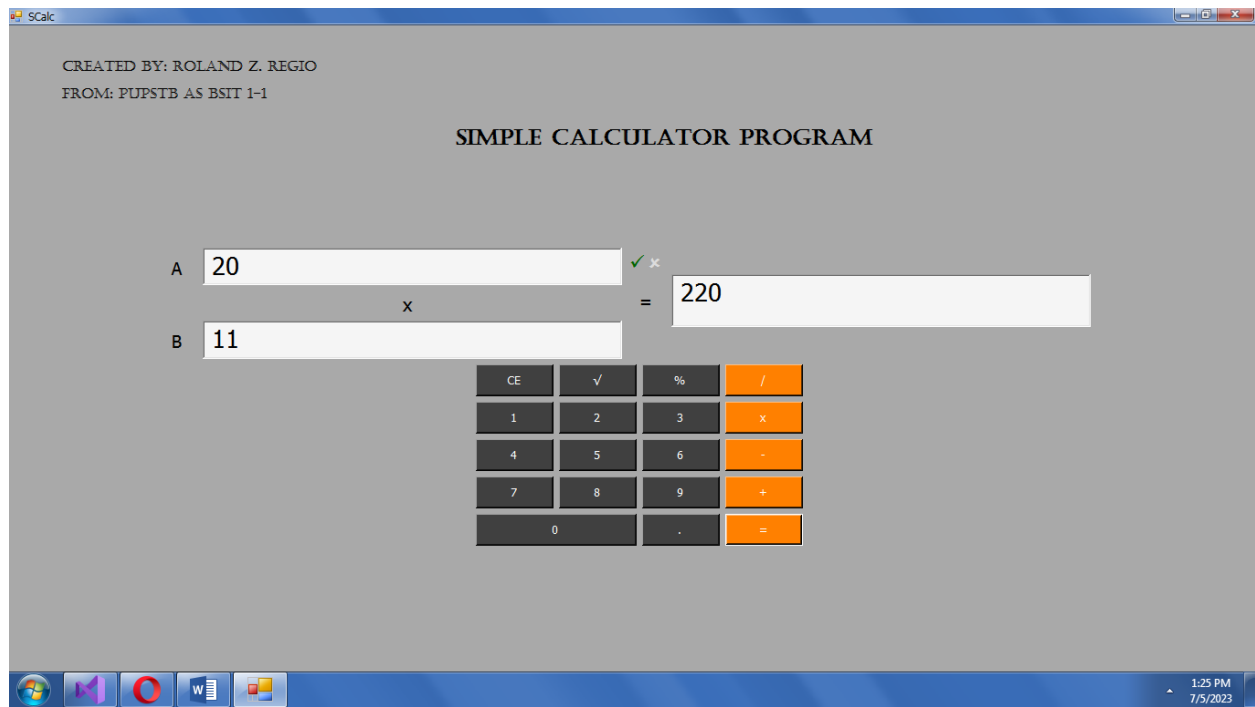 SCalc
CREATED BY: ROLAND Z. REGIO
FROM: PUPSTB AS BSIT 1-1
SIMPLE CALCULATOR PROGRAM
A 20
x
= 220
B 11
CE √ % /
1 2 3 x
4 5 6 -
7 8 9 +
0 . =
1:25 PM
7/5/2023